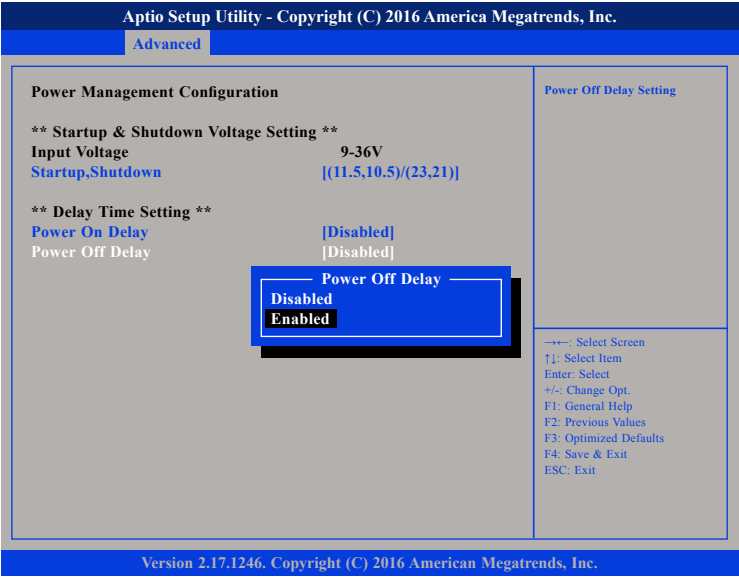 Aptio Setup Utility - Copyright (C) 2016 America Megatrends, Inc.
Advanced
Power Management Configuration
** Startup & Shutdown Voltage Setting **
Input Voltage 9-36V
Startup,Shutdown [(11.5,10.5)/(23,21)]
** Delay Time Setting **
Power On Delay [Disabled]
Power Off Delay [Disabled]
Power Off Delay
Disabled
Enabled
Power Off Delay Setting
→←: Select Screen
↑↓: Select Item
Enter: Select
+/-: Change Opt.
F1: General Help
F2: Previous Values
F3: Optimized Defaults
F4: Save & Exit
ESC: Exit
Version 2.17.1246. Copyright (C) 2016 American Megatrends, Inc.